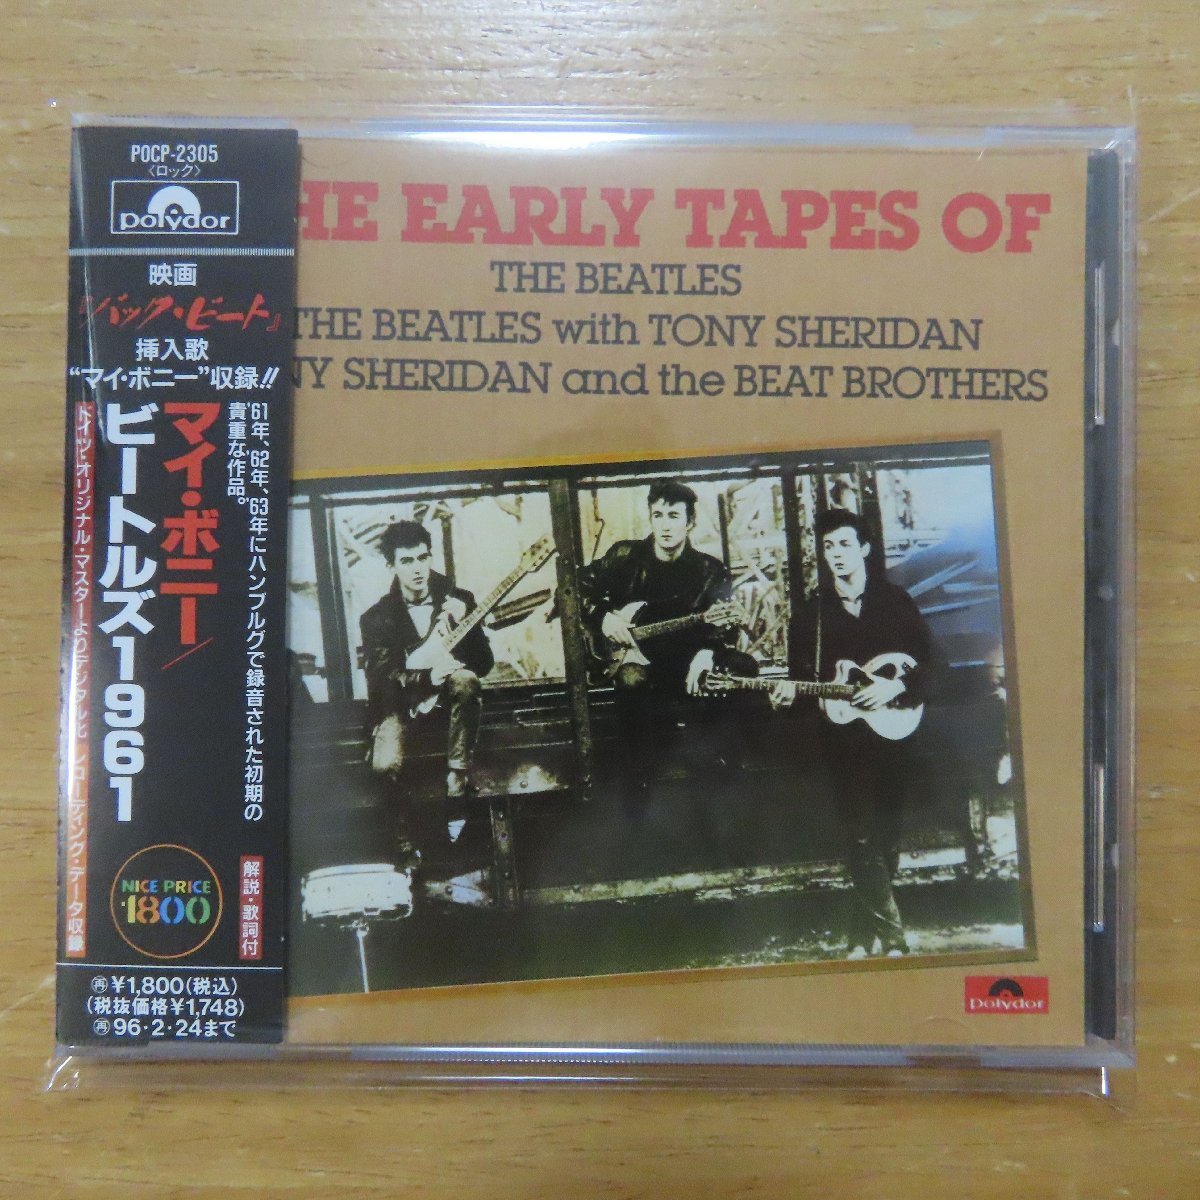 POCP-2305
〈ロック〉
polydor
映画
『バック・ビート』
挿入歌
“マイ・ボニー”収録!!
'61年、'62年、'63年にハンブルグで録音された初期の
貴重な作品。
マイ・ボニー/
ビートルズ1961
ドイツ・オリジナル・マスターよりデジタル化 レコーディング・データ収録
解説・歌詞付
NICE PRICE
¥1800
再¥1,800(税込)
(税抜価格¥1,748)
再96・2・24まで
HE EARLY TAPES OF
THE BEATLES
THE BEATLES with TONY SHERIDAN
NY SHERIDAN and the BEAT BROTHERS
polydor